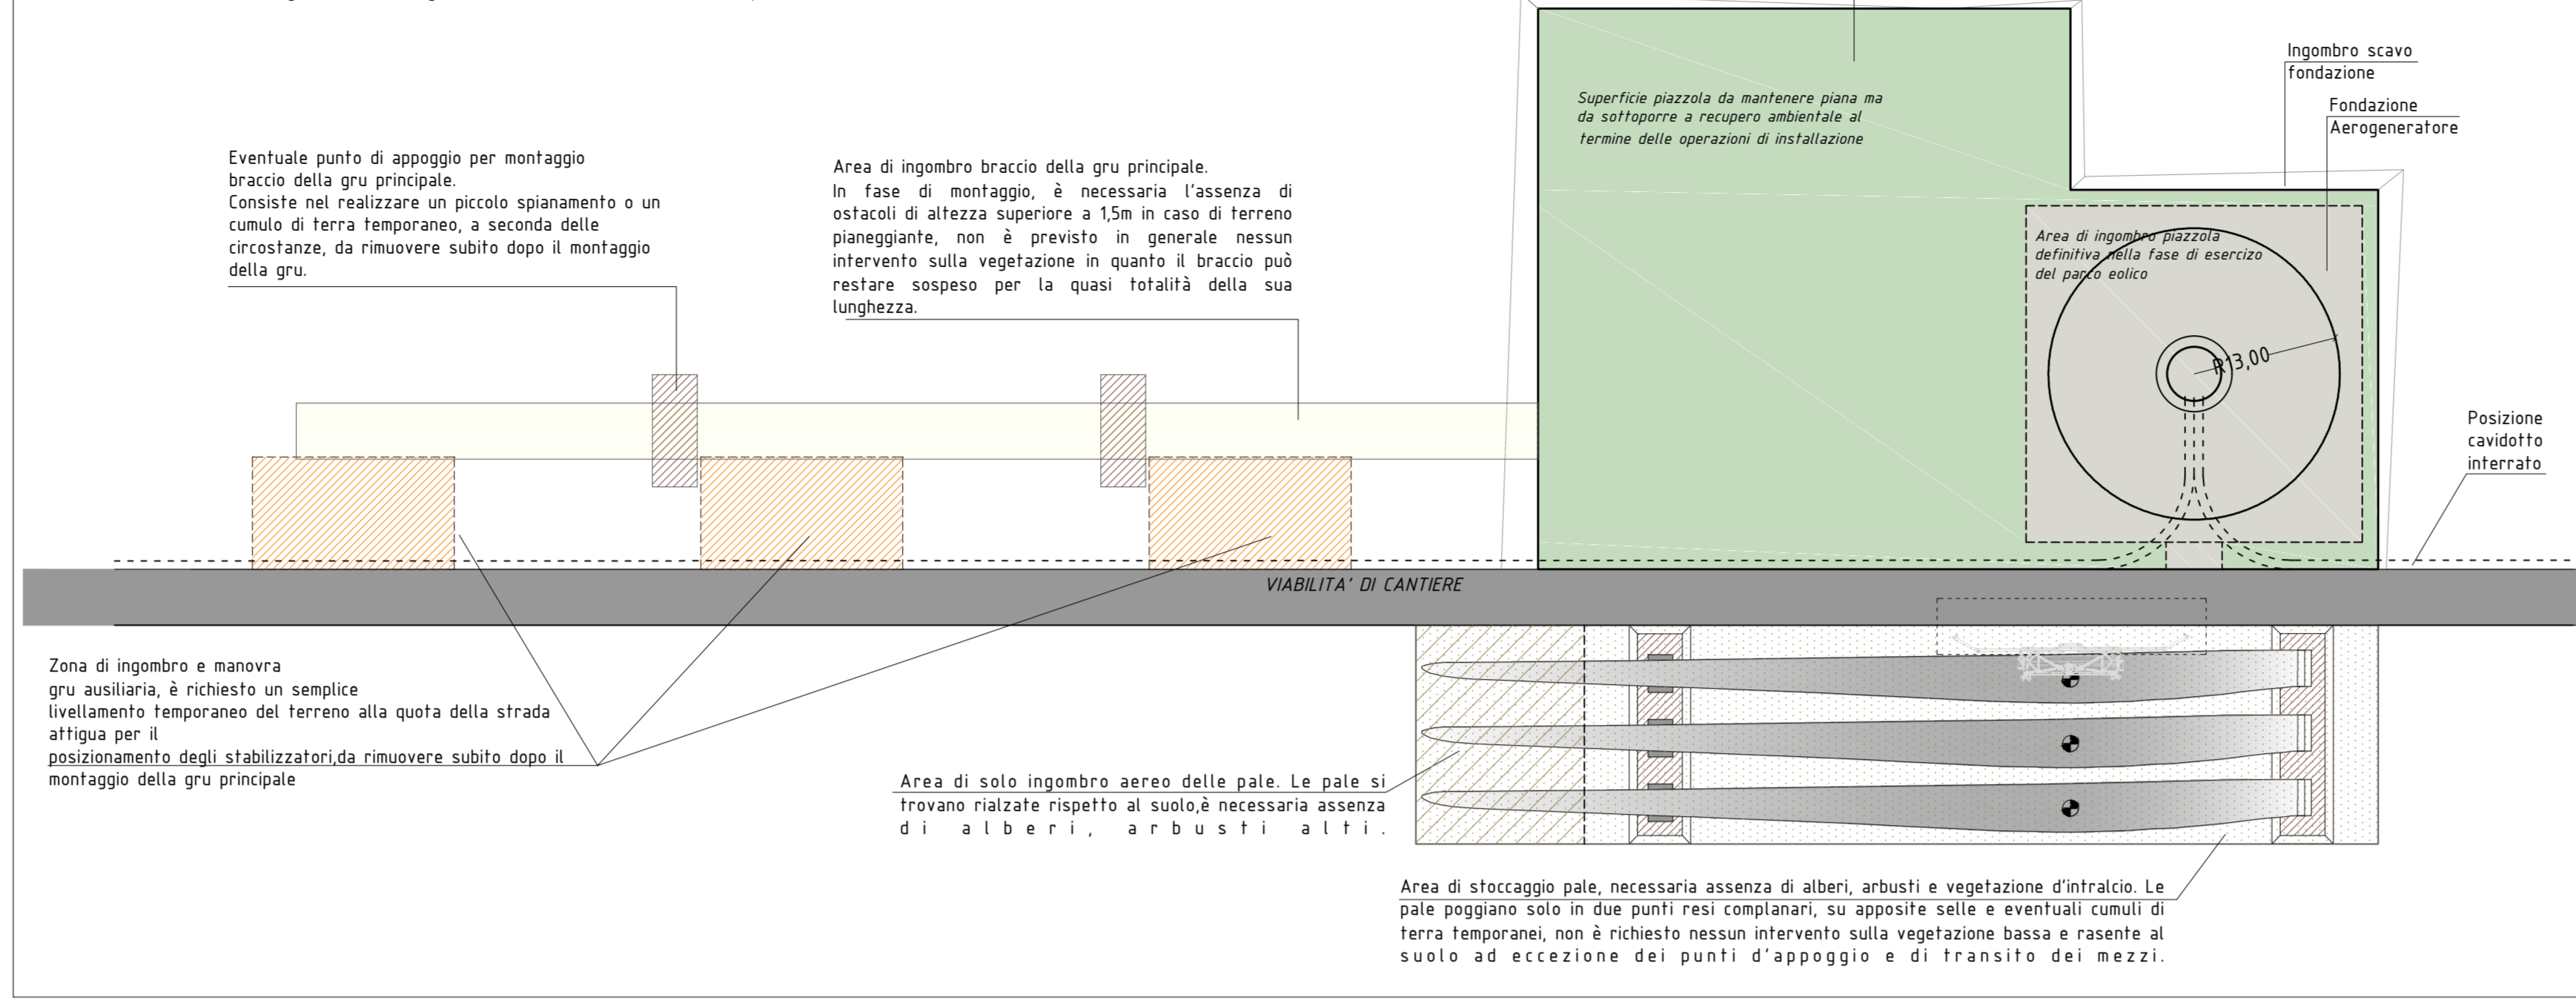 Ingombro scavo
fondazione
Fondazione
Aerogeneratore
Superficie piazzola da mantenere piana ma
da sottoporre a recupero ambientale al
termine delle operazioni di installazione
Eventuale punto di appoggio per montaggio
braccio della gru principale.
Consiste nel realizzare un piccolo spianamento o un
cumulo di terra temporaneo, a seconda delle
circostanze, da rimuovere subito dopo il montaggio
della gru.
Area di ingombro braccio della gru principale.
In fase di montaggio, è necessaria l'assenza di
ostacoli di altezza superiore a 1,5m in caso di terreno
pianeggiante, non è previsto in generale nessun
intervento sulla vegetazione in quanto il braccio può
restare sospeso per la quasi totalità della sua
lunghezza.
Area di ingombro piazzola
definitiva nella fase di esercizo
del parco eolico
R13,00
Posizione
cavidotto
interrato
VIABILITA' DI CANTIERE
Zona di ingombro e manovra
gru ausiliaria, è richiesto un semplice
livellamento temporaneo del terreno alla quota della strada
attigua per il
posizionamento degli stabilizzatori,da rimuovere subito dopo il
montaggio della gru principale
Area di solo ingombro aereo delle pale. Le pale si
trovano rialzate rispetto al suolo,è necessaria assenza
di alberi, arbusti alti.
Area di stoccaggio pale, necessaria assenza di alberi, arbusti e vegetazione d'intralcio. Le
pale poggiano solo in due punti resi complanari, su apposite selle e eventuali cumuli di
terra temporanei, non è richiesto nessun intervento sulla vegetazione bassa e rasente al
suolo ad eccezione dei punti d'appoggio e di transito dei mezzi.